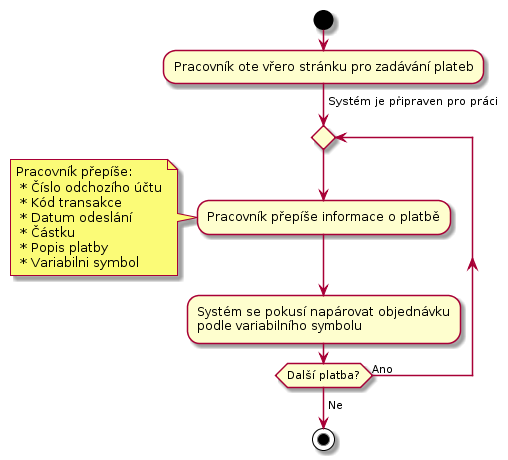 Pracovník ote vřero stránku pro zadávání plateb
Systém je připraven pro práci
Pracovník přepíše:
* Číslo odchozího účtu
* Kód transakce
* Datum odeslání
* Částku
* Popis platby
* Variabilni symbol
Pracovník přepíše informace o platbě
Systém se pokusí napárovat objednávku
podle variabilního symbolu
Další platba?
Ano
Ne